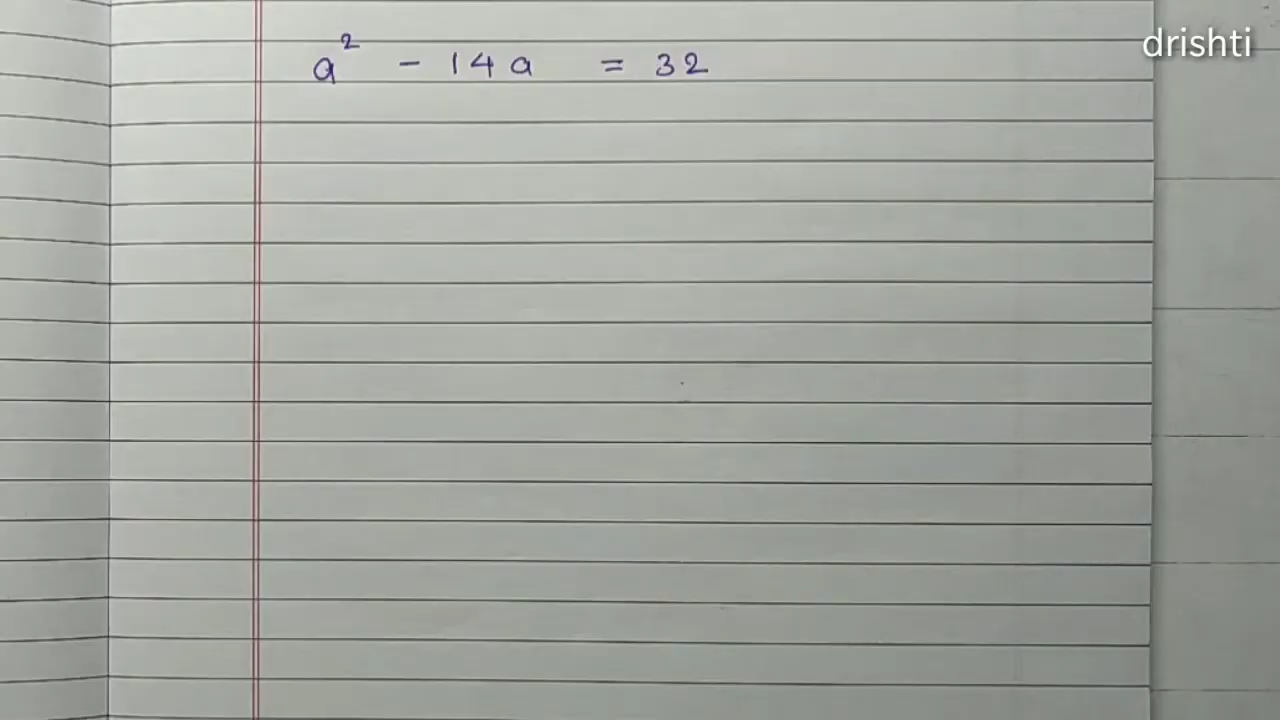 drishti
a² - 14a = 32